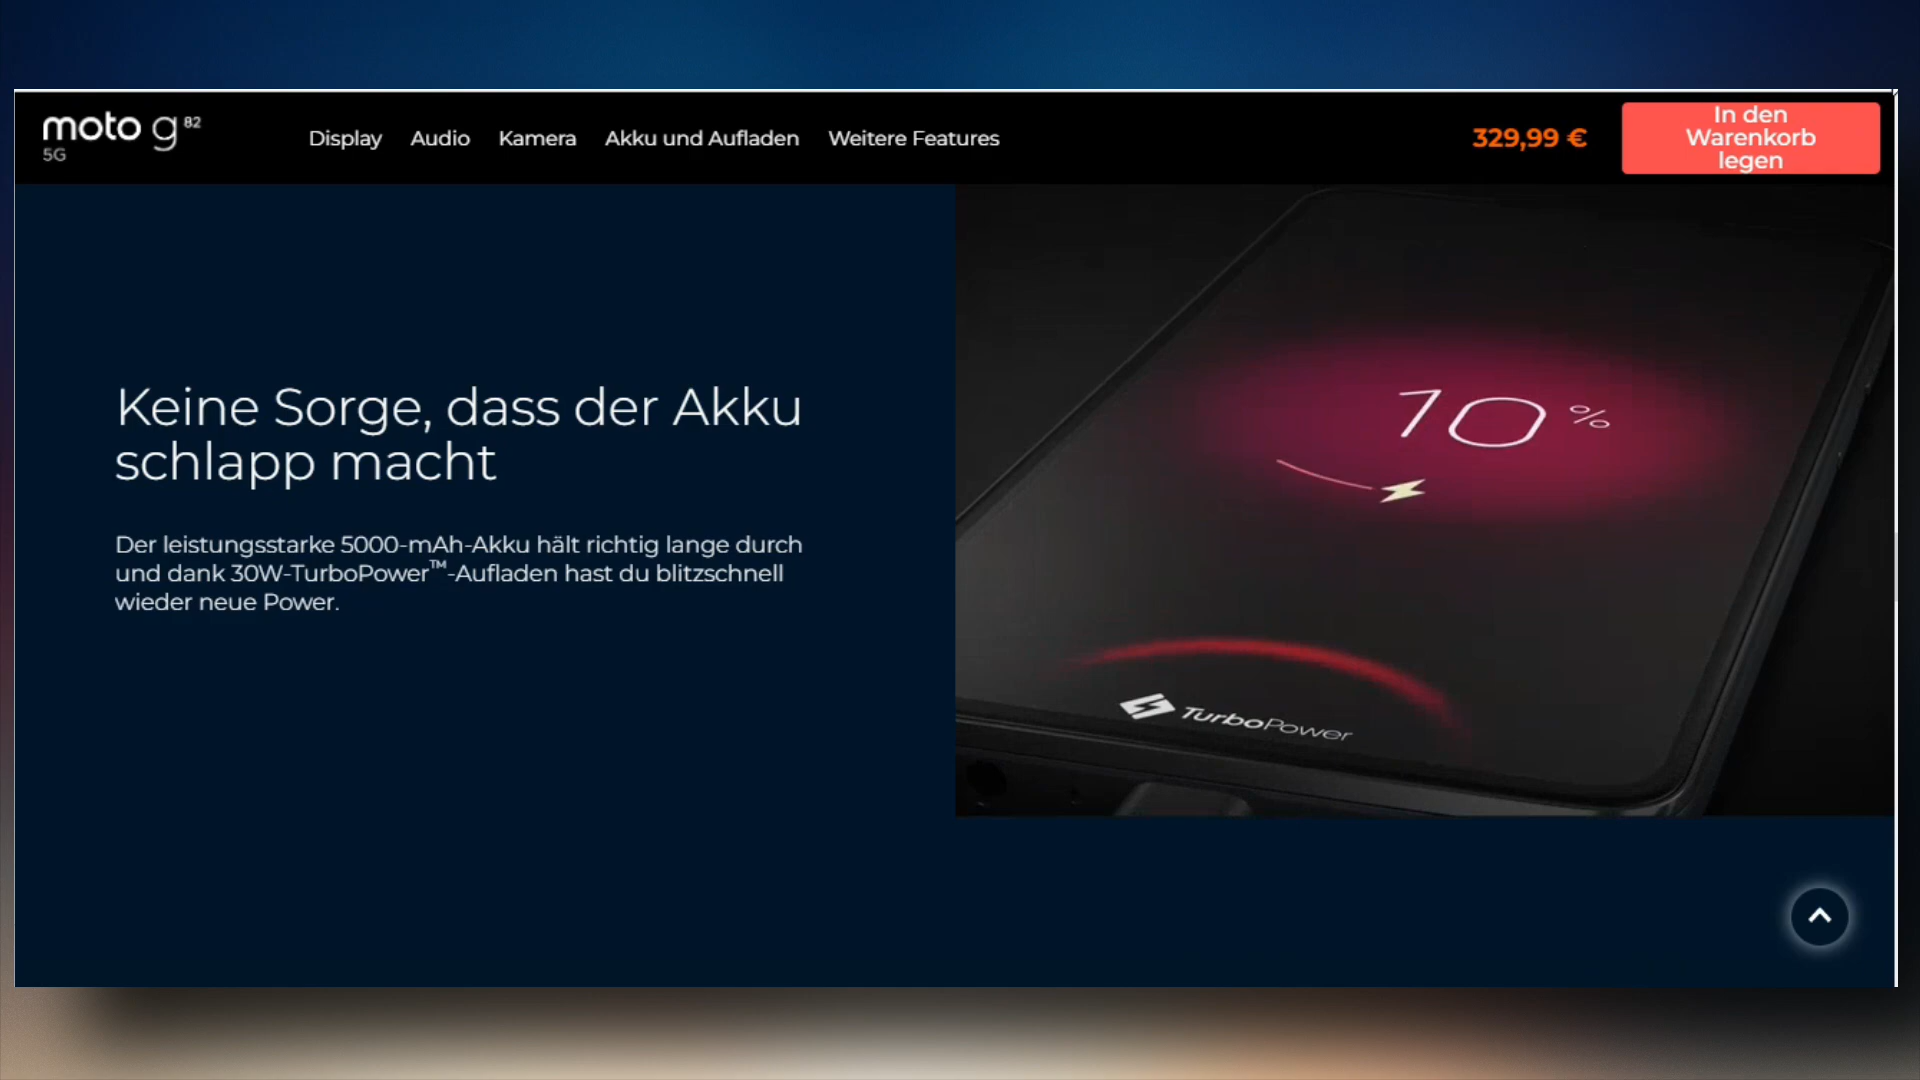 moto g 82
5G
Display Audio Kamera Akku und Aufladen Weitere Features
329,99 €
In den
Warenkorb
legen
Keine Sorge, dass der Akku
schlapp macht
Der leistungsstarke 5000-mAh-Akku hält richtig lange durch
und dank 30W-TurboPower™-Aufladen hast du blitzschnell
wieder neue Power.
10 %
TurboPower